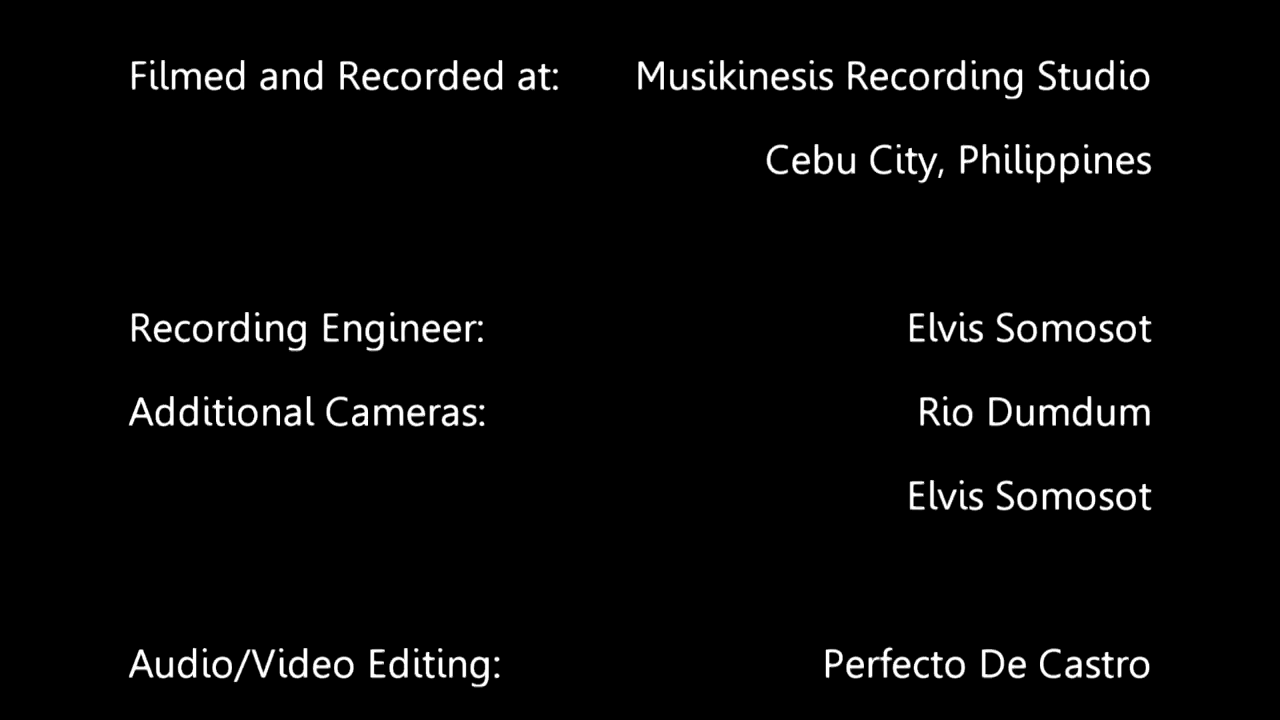 Filmed and Recorded at: Musikinesis Recording Studio
Cebu City, Philippines
Recording Engineer: Elvis Somosot
Additional Cameras: Rio Dumdum
Elvis Somosot
Audio/Video Editing: Perfecto De Castro